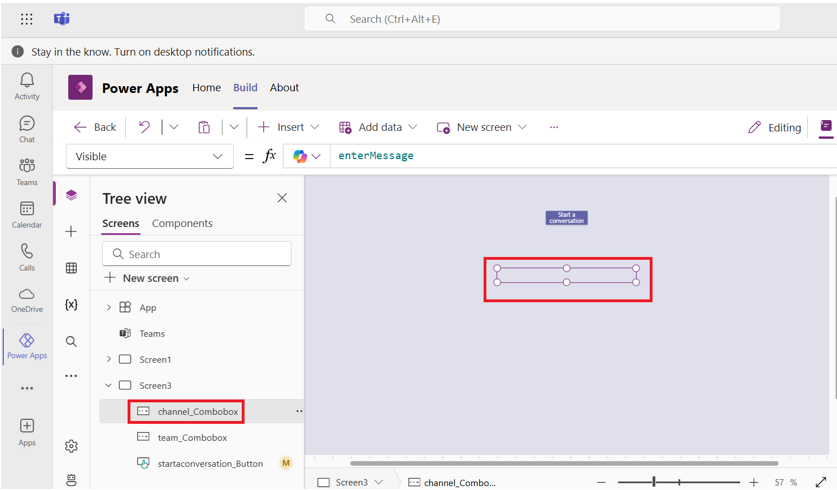 Search (Ctrl+Alt+E)
Stay in the know. Turn on desktop notifications.
Activity
Chat
Teams
Calendar
Calls
OneDrive
Power Apps
Apps
Power Apps Home Build About
Back Insert Add data New screen ... Editing
Visible = fx enterMessage
Tree view
Screens Components
Search
New screen
App
Teams
Screen1
Screen3
channel_Combobox
team_Combobox
startaconversation_Button M
{x}
Start a
conversation
Screen3 channel_Combo... 57 %